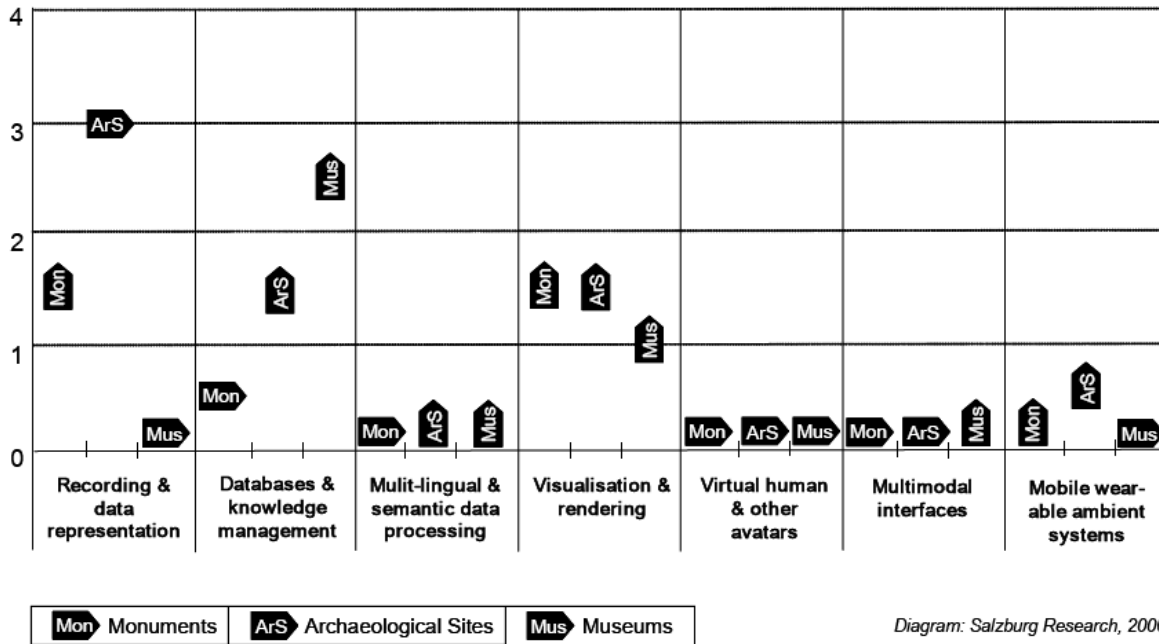 4
3
ArS
Mus
2
Mon
ArS
Mon
ArS
Mus
1
Mon
ArS
Mus
Mon
ArS
Mus
Mon
ArS
Mus
Mon
ArS
Mus
Mon
ArS
Mus
0
Recording &
data
representation
Databases &
knowledge
management
Mulit-lingual &
semantic data
processing
Visualisation &
rendering
Virtual human
& other
avatars
Multimodal
interfaces
Mobile wear-
able ambient
systems
Mon Monuments
ArS Archaeological Sites
Mus Museums
Diagram: Salzburg Research,